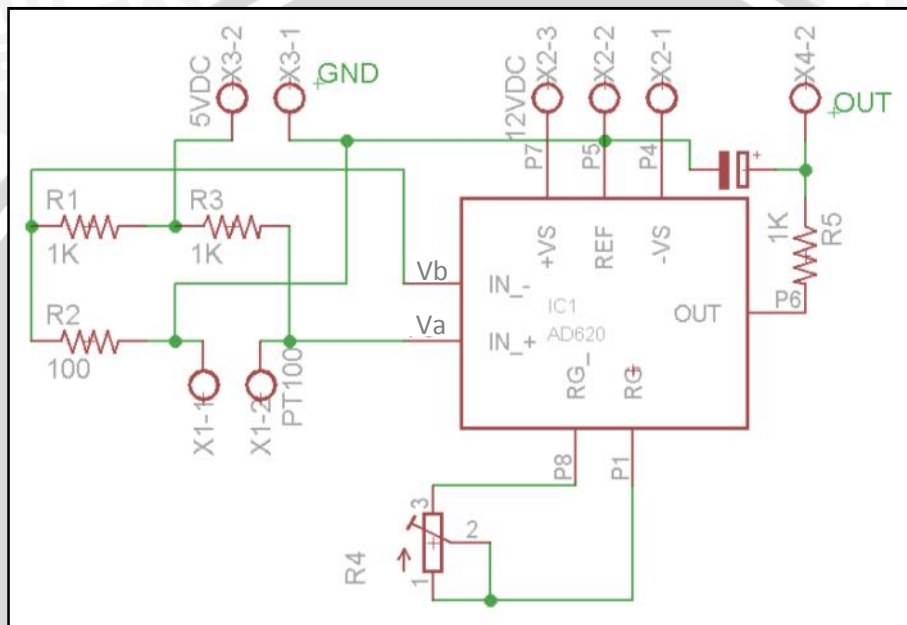 5VDC
X3-2
X3-1
GND
12VDC
X2-3
X2-2
X2-1
X4-2
OUT
P7
P5
P4
+
R1
1K
R3
1K
1K
R5
Vb
+VS
REF
-VS
IN_-
IC1
AD620
OUT
P6
Va
IN_+
RG_-
RG_+
R2
100
X1-1
X1-2
PT100
P8
P1
R4
3
2
1